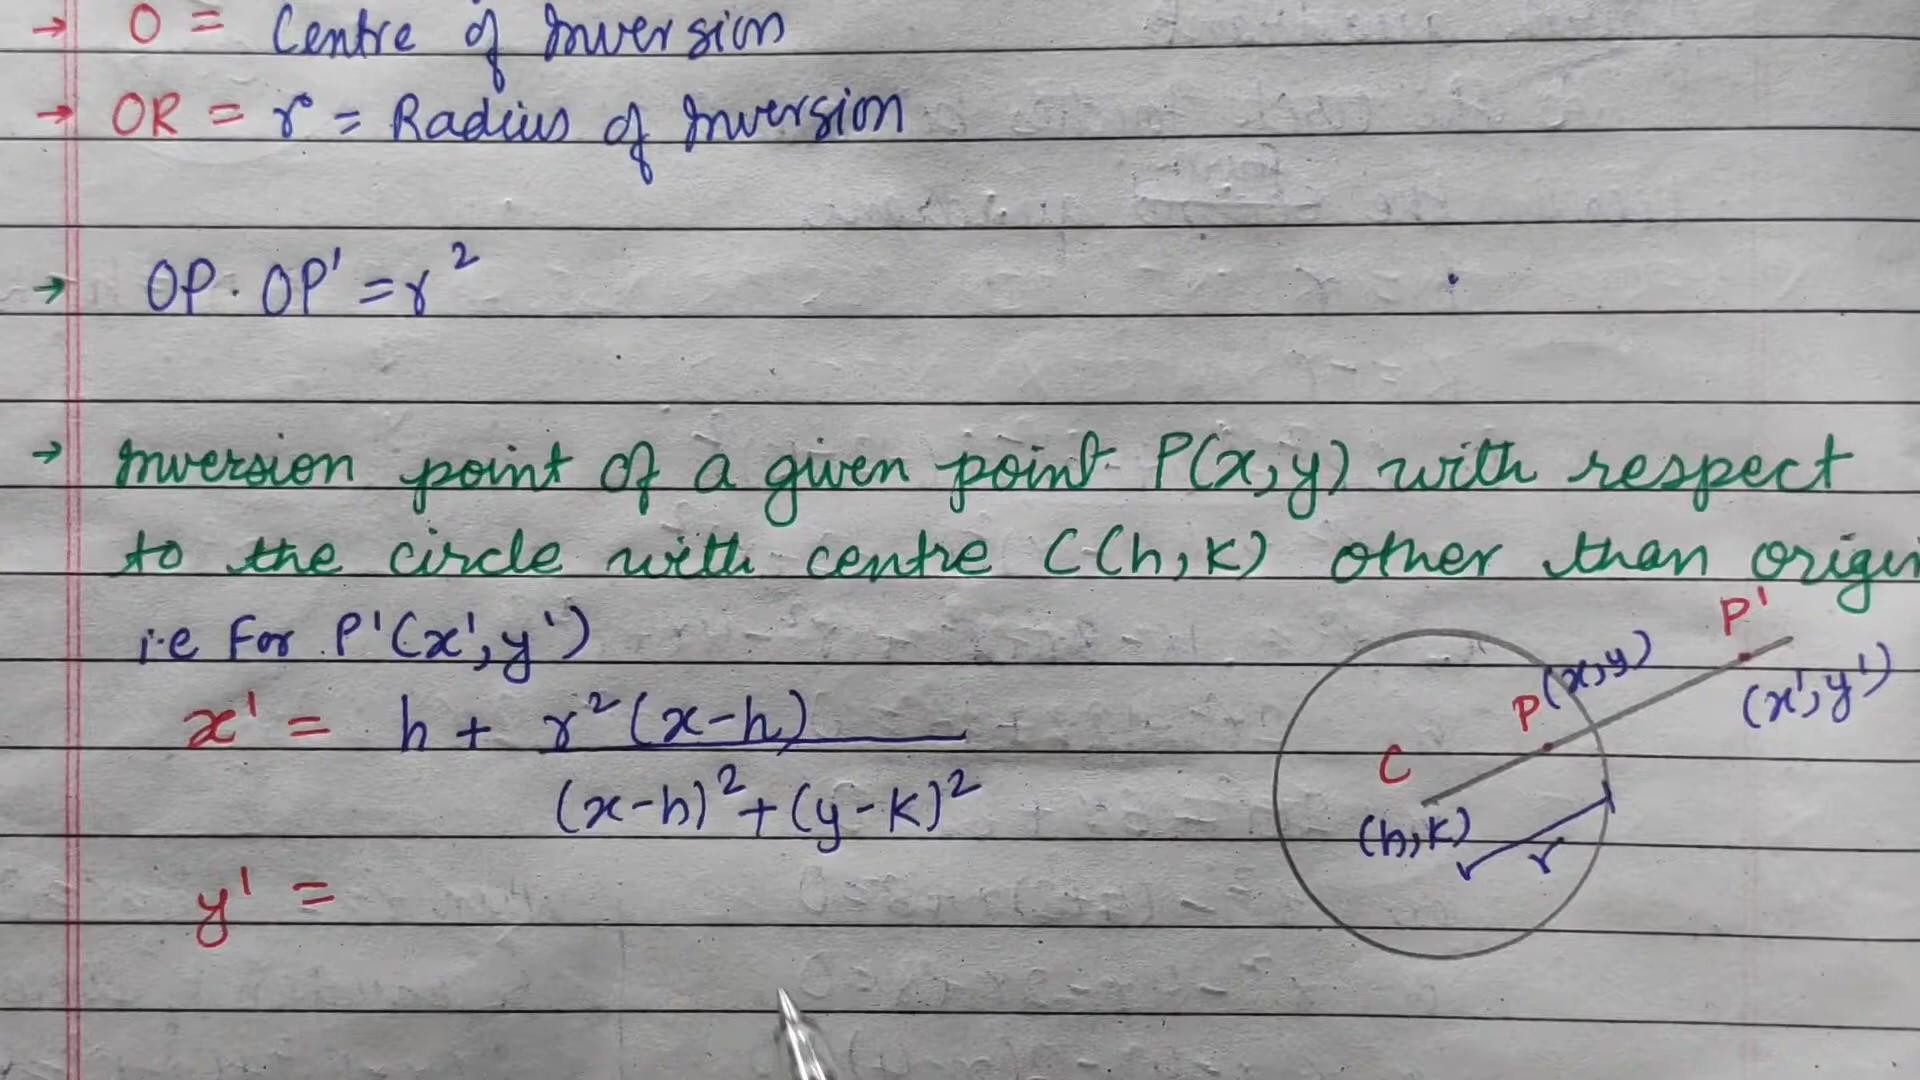 → O = Centre of Inversion
→ OR = r = Radius of Inversion
→ OP . OP' = r²
→ Inversion point of a given point P(x,y) with respect
to the circle with centre C(h,K) other than origin
i.e For P'(x',y')
x' = h + r²(x-h)
(x-h)²+(y-K)²
y' =
P'
(x,y)
(x',y')
P
C
(h,K)
r